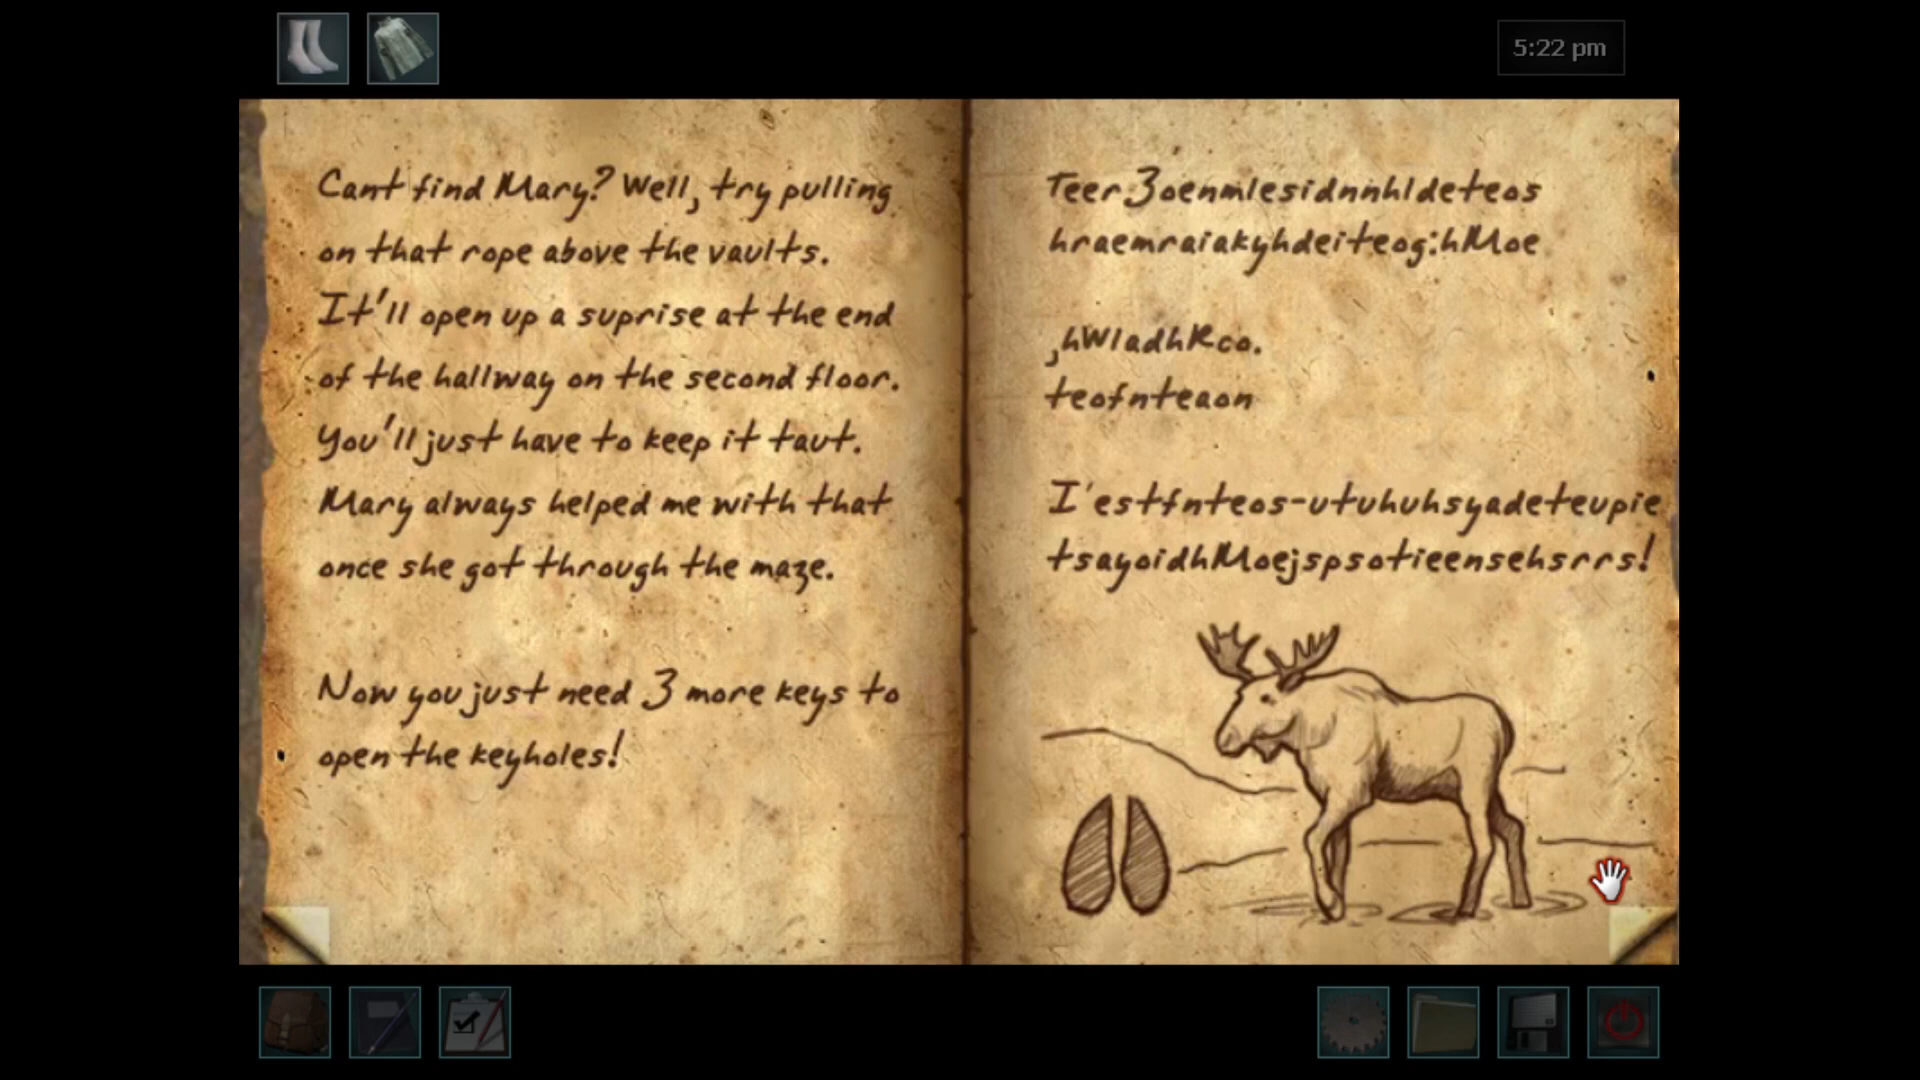 5:22 pm
Cant find Mary? Well, try pulling
on that rope above the vaults.
It'll open up a suprise at the end
of the hallway on the second floor.
You'll just have to keep it taut.
Mary always helped me with that
once she got through the maze.
Now you just need 3 more keys to
open the keyholes!
Teer3oenmlesidnnhldeteos
hraemraiakyhdeiteog;hMoe
,hWladhRco.
teofnteaon
I'estfnteos-utuhuhsyadeteupie
tsayoidhMoejspsotieensehsrrs!